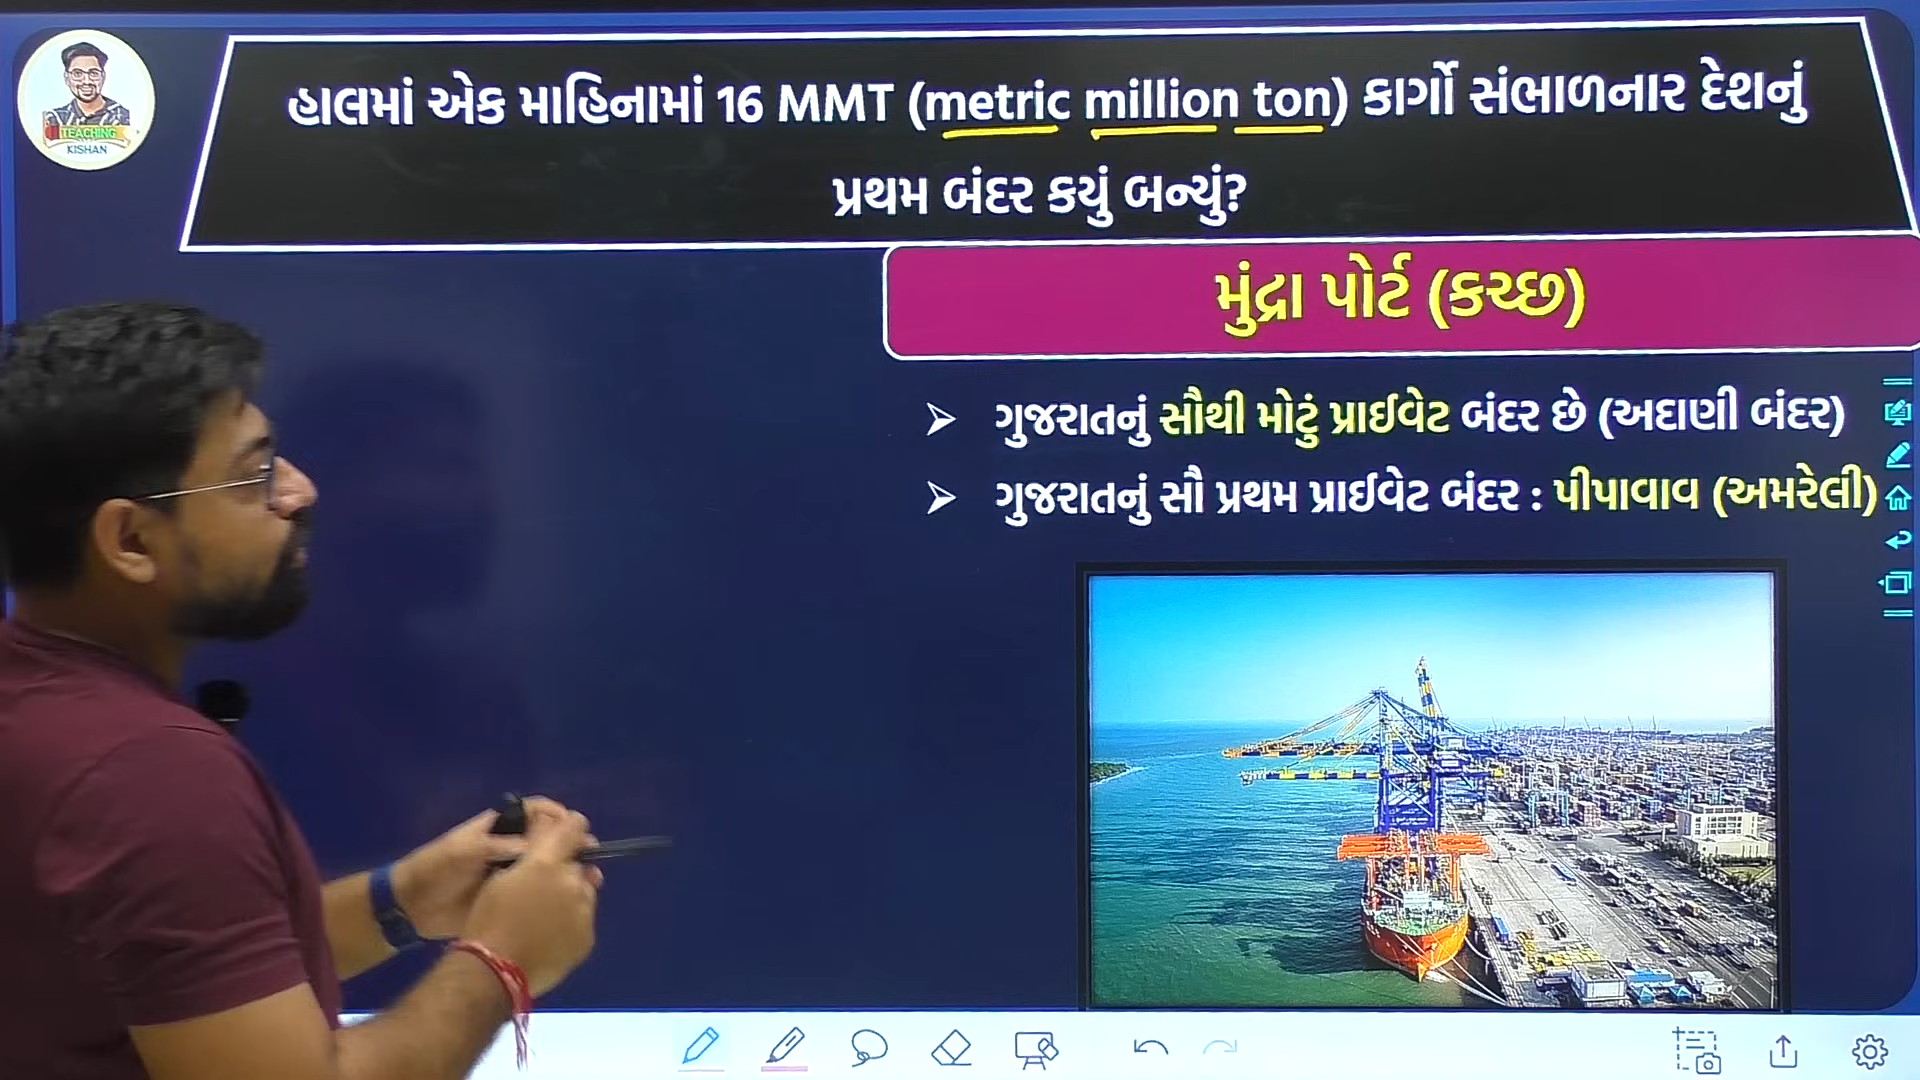 TEACHING
KISHAN
હાલમાં એક માહિનામાં 16 MMT (metric million ton) કાર્ગો સંભાળનાર દેશનું
પ્રથમ બંદર કયું બન્યું?
મુંદ્રા પોર્ટ (કચ્છ)
➢ ગુજરાતનું સૌથી મોટું પ્રાઈવેટ બંદર છે (અદાણી બંદર)
➢ ગુજરાતનું સૌ પ્રથમ પ્રાઈવેટ બંદર : પીપાવાવ (અમરેલી)